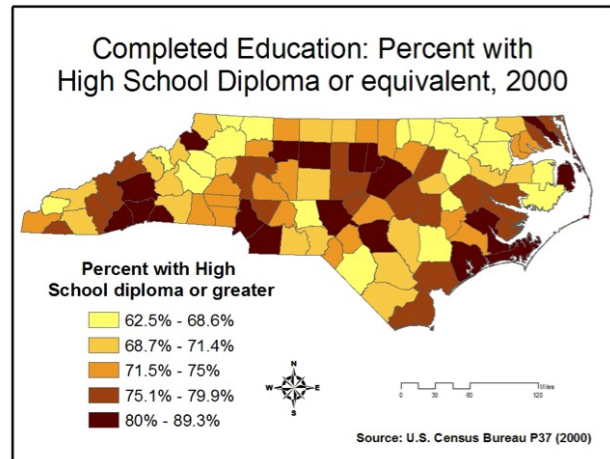 Completed Education: Percent with
High School Diploma or equivalent, 2000
Percent with High
School diploma or greater
62.5% - 68.6%
68.7% - 71.4%
71.5% - 75%
75.1% - 79.9%
80% - 89.3%
N
W E
S
Miles
0 15 30 60 120
Source: U.S. Census Bureau P37 (2000)